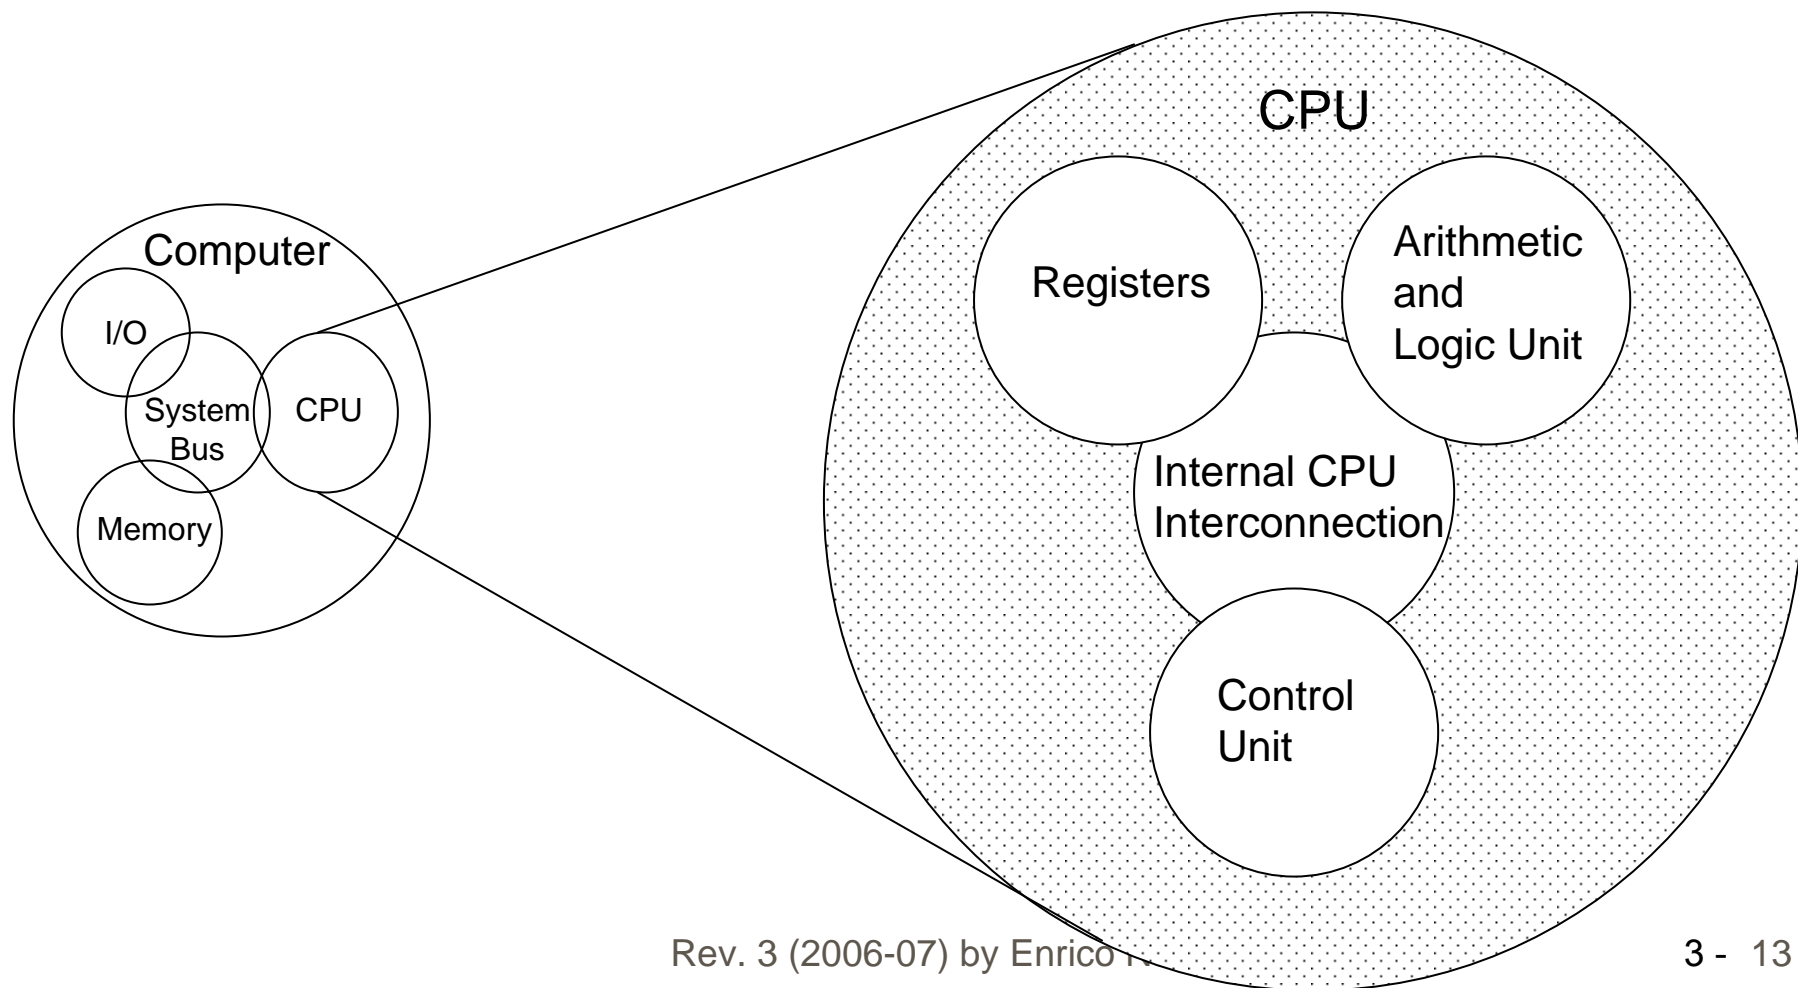 CPU
Computer
I/O
System
Bus
CPU
Memory
Registers
Arithmetic
and
Logic Unit
Internal CPU
Interconnection
Control
Unit
Rev. 3 (2006-07) by Enrico
3 - 13